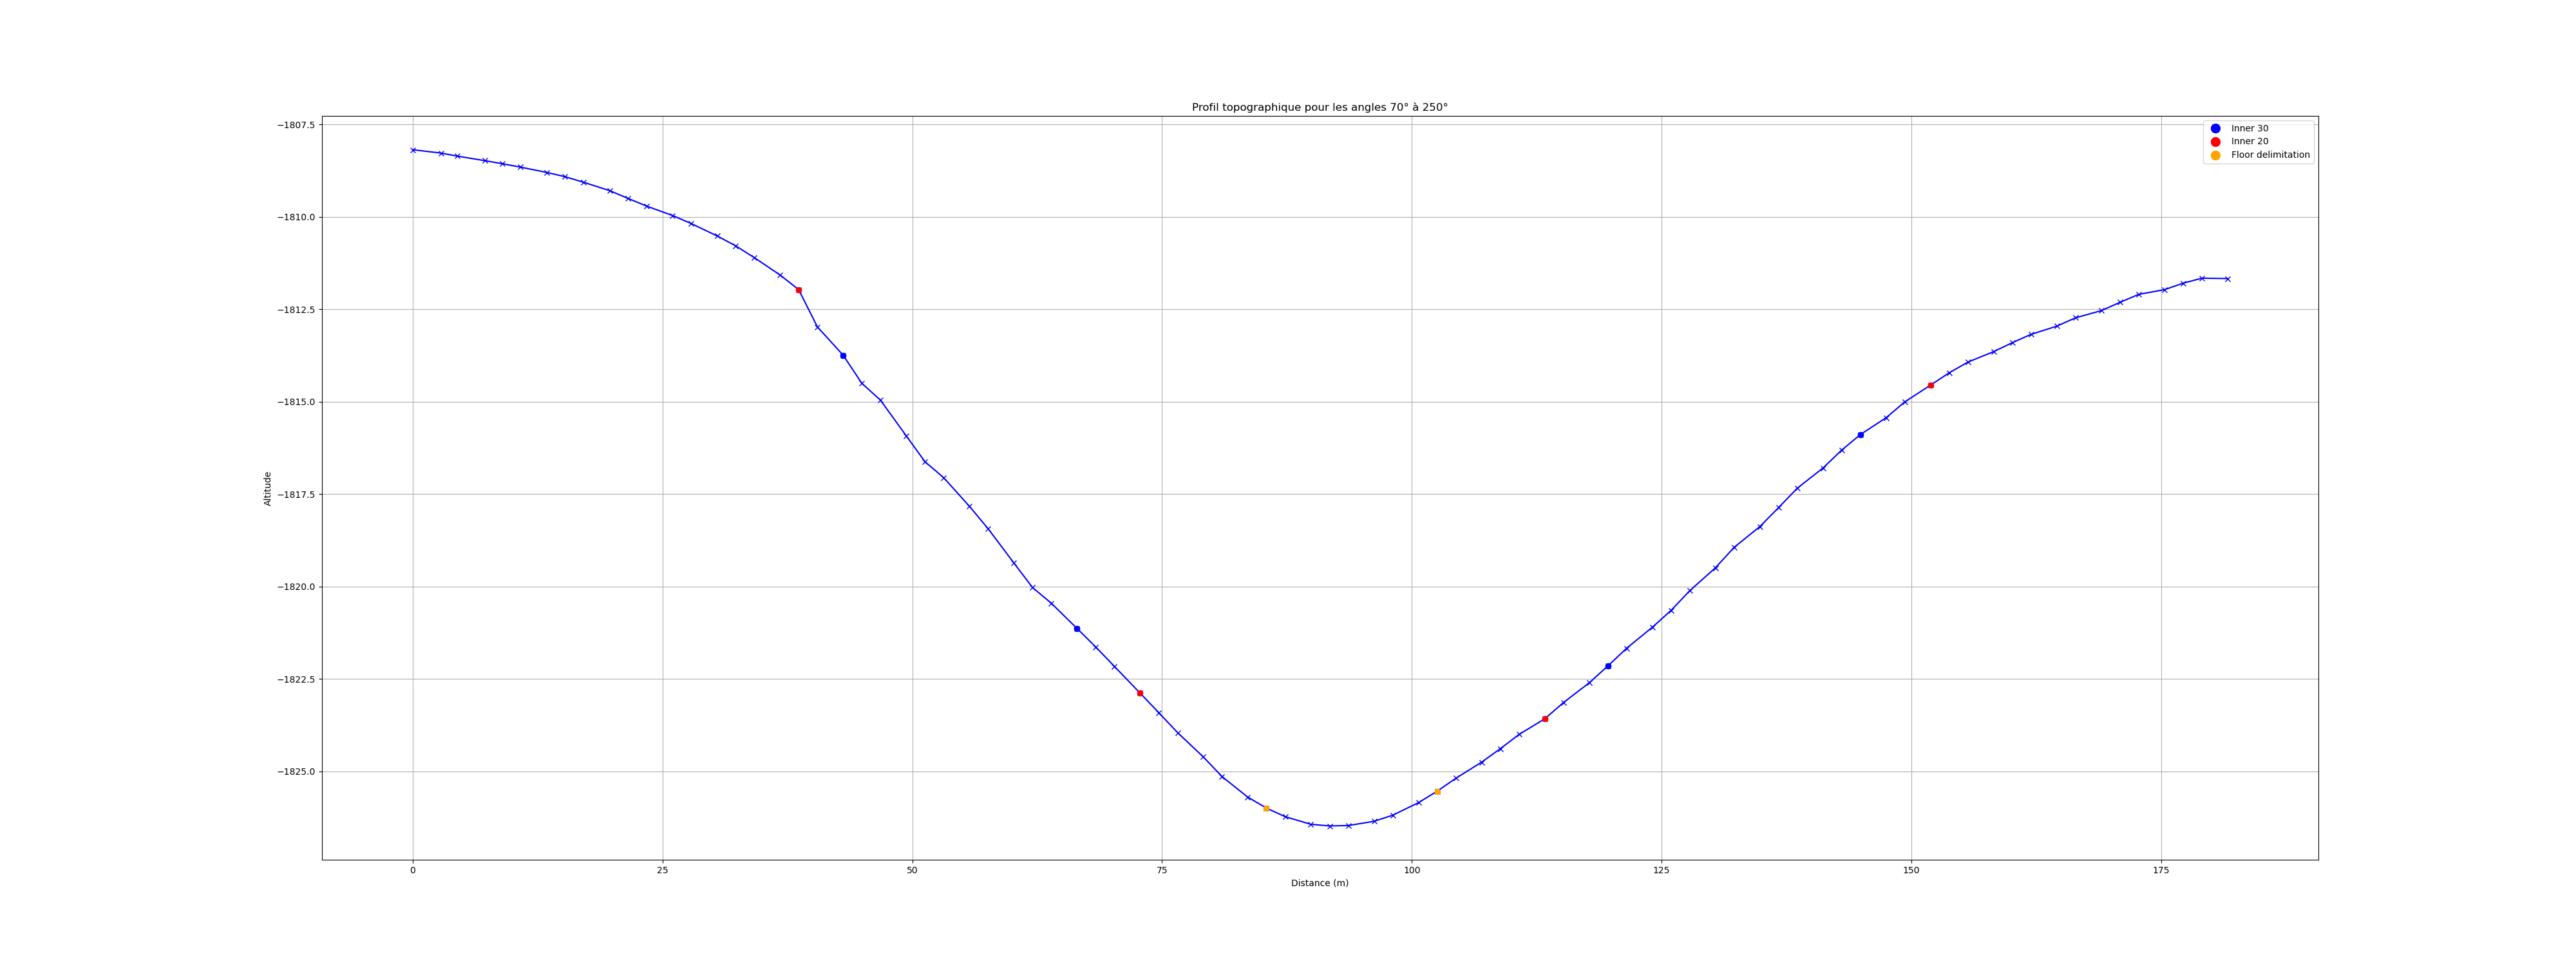 Profil topographique pour les angles 70° à 250°
Inner 30
Inner 20
Floor delimitation
Altitude
−1807.5
−1810.0
−1812.5
−1815.0
−1817.5
−1820.0
−1822.5
−1825.0
0 25 50 75 100 125 150 175
Distance (m)